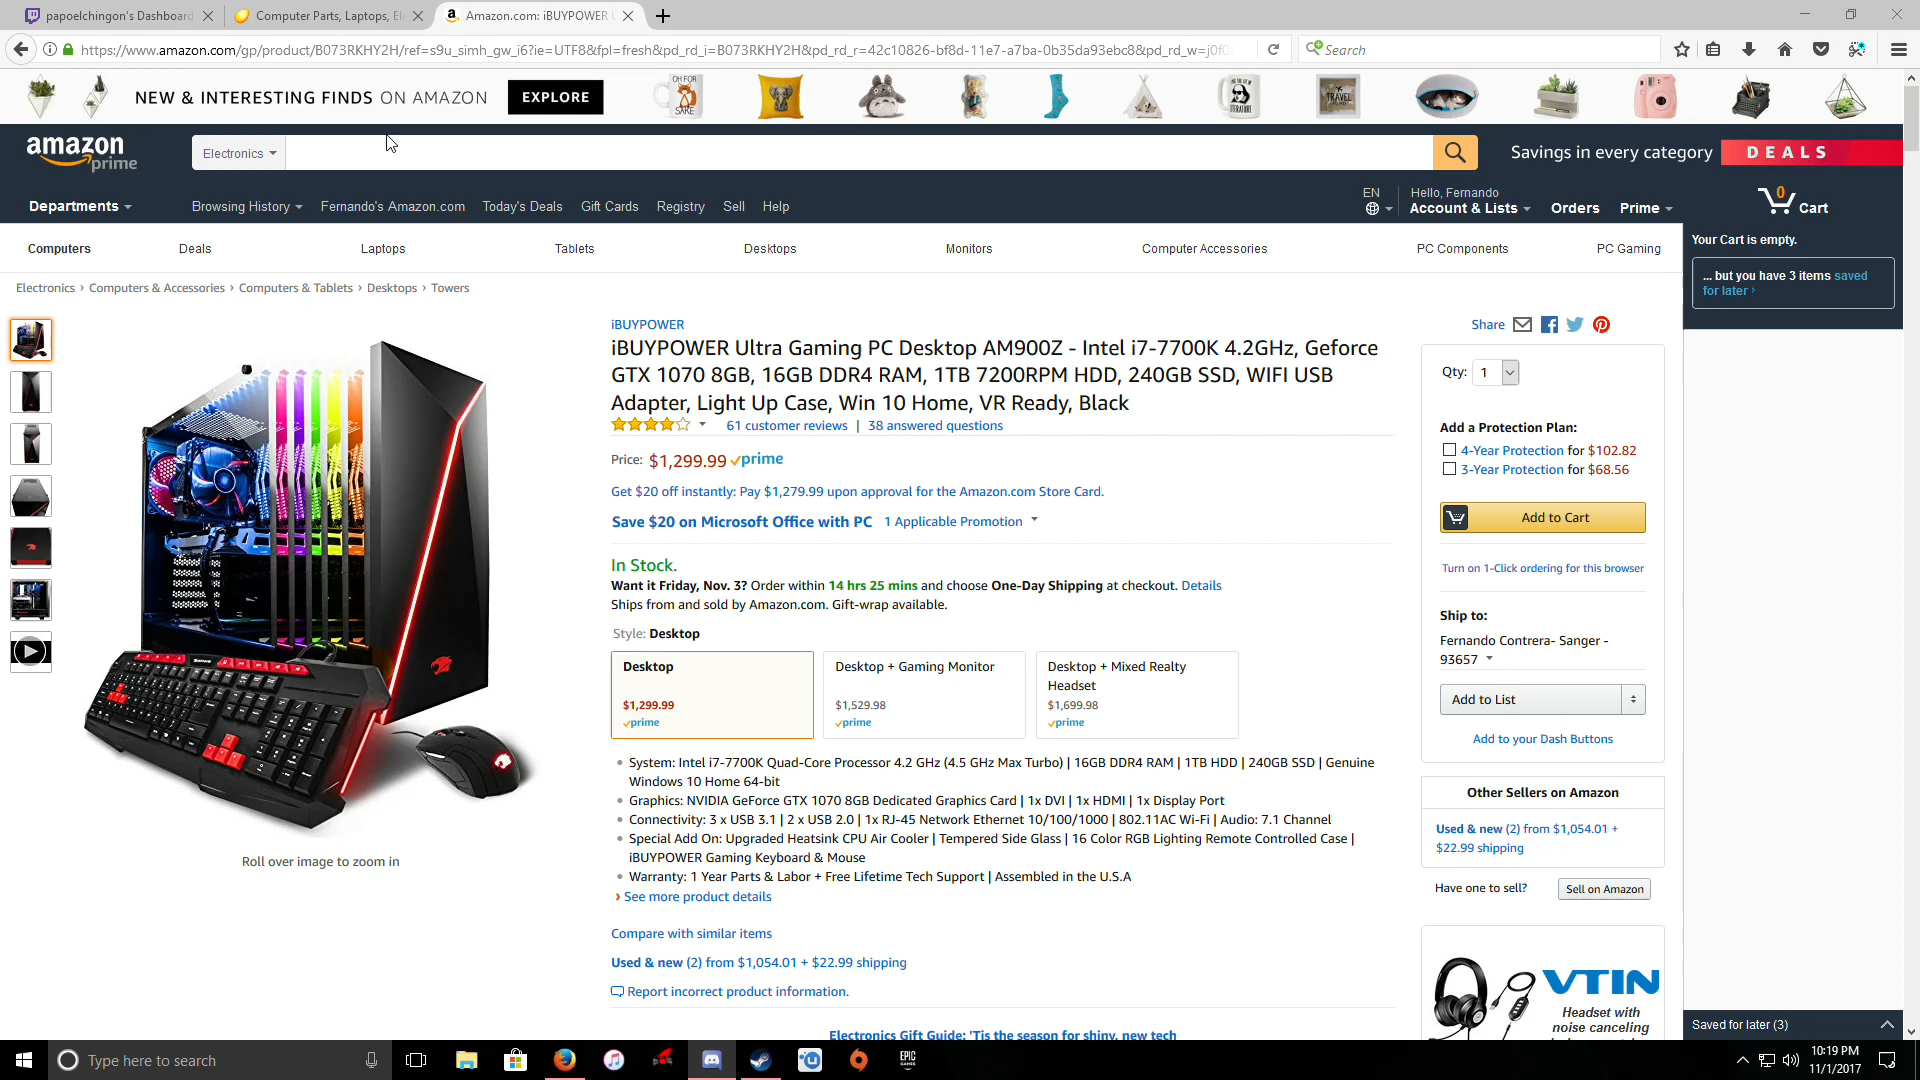 papoelchingon's Dashboard
Computer Parts, Laptops, El
Amazon.com: iBUYPOWER U
https://www.amazon.com/gp/product/B073RKHY2H/ref=s9u_simh_gw_i6?ie=UTF8&fpl=fresh&pd_rd_i=B073RKHY2H&pd_rd_r=42c10826-bf8d-11e7-a7ba-0b35da93ebc8&pd_rd_w=j0f0
Search
NEW & INTERESTING FINDS ON AMAZON EXPLORE
OH FOR
SAKE
LITERATURE
TRAVEL
amazon prime
Electronics
Savings in every category DEALS
Departments
Browsing History Fernando's Amazon.com Today's Deals Gift Cards Registry Sell Help
EN
Hello, Fernando
Account & Lists Orders Prime 0 Cart
Computers Deals Laptops Tablets Desktops Monitors Computer Accessories PC Components PC Gaming
Your Cart is empty.
... but you have 3 items saved
for later ›
Electronics › Computers & Accessories › Computers & Tablets › Desktops › Towers
iBUYPOWER
Share
iBUYPOWER Ultra Gaming PC Desktop AM900Z - Intel i7-7700K 4.2GHz, Geforce
GTX 1070 8GB, 16GB DDR4 RAM, 1TB 7200RPM HDD, 240GB SSD, WIFI USB
Adapter, Light Up Case, Win 10 Home, VR Ready, Black
61 customer reviews | 38 answered questions
Price: $1,299.99 prime
Get $20 off instantly: Pay $1,279.99 upon approval for the Amazon.com Store Card.
Save $20 on Microsoft Office with PC 1 Applicable Promotion
In Stock.
Want it Friday, Nov. 3? Order within 14 hrs 25 mins and choose One-Day Shipping at checkout. Details
Ships from and sold by Amazon.com. Gift-wrap available.
Style: Desktop
Desktop
$1,299.99
prime
Desktop + Gaming Monitor
$1,529.98
prime
Desktop + Mixed Realty
Headset
$1,699.98
prime
• System: Intel i7-7700K Quad-Core Processor 4.2 GHz (4.5 GHz Max Turbo) | 16GB DDR4 RAM | 1TB HDD | 240GB SSD | Genuine
Windows 10 Home 64-bit
• Graphics: NVIDIA GeForce GTX 1070 8GB Dedicated Graphics Card | 1x DVI | 1x HDMI | 1x Display Port
• Connectivity: 3 x USB 3.1 | 2 x USB 2.0 | 1x RJ-45 Network Ethernet 10/100/1000 | 802.11AC Wi-Fi | Audio: 7.1 Channel
• Special Add On: Upgraded Heatsink CPU Air Cooler | Tempered Side Glass | 16 Color RGB Lighting Remote Controlled Case |
iBUYPOWER Gaming Keyboard & Mouse
• Warranty: 1 Year Parts & Labor + Free Lifetime Tech Support | Assembled in the U.S.A
› See more product details
Compare with similar items
Used & new (2) from $1,054.01 + $22.99 shipping
Report incorrect product information.
Electronics Gift Guide: 'Tis the season for shiny, new tech
Roll over image to zoom in
Qty: 1
Add a Protection Plan:
4-Year Protection for $102.82
3-Year Protection for $68.56
Add to Cart
Turn on 1-Click ordering for this browser
Ship to:
Fernando Contrera- Sanger -
93657
Add to List
Add to your Dash Buttons
Other Sellers on Amazon
Used & new (2) from $1,054.01 +
$22.99 shipping
Have one to sell? Sell on Amazon
VTIN
Headset with
noise canceling
Saved for later (3)
Type here to search
EPIC
GAMES
10:19 PM
11/1/2017